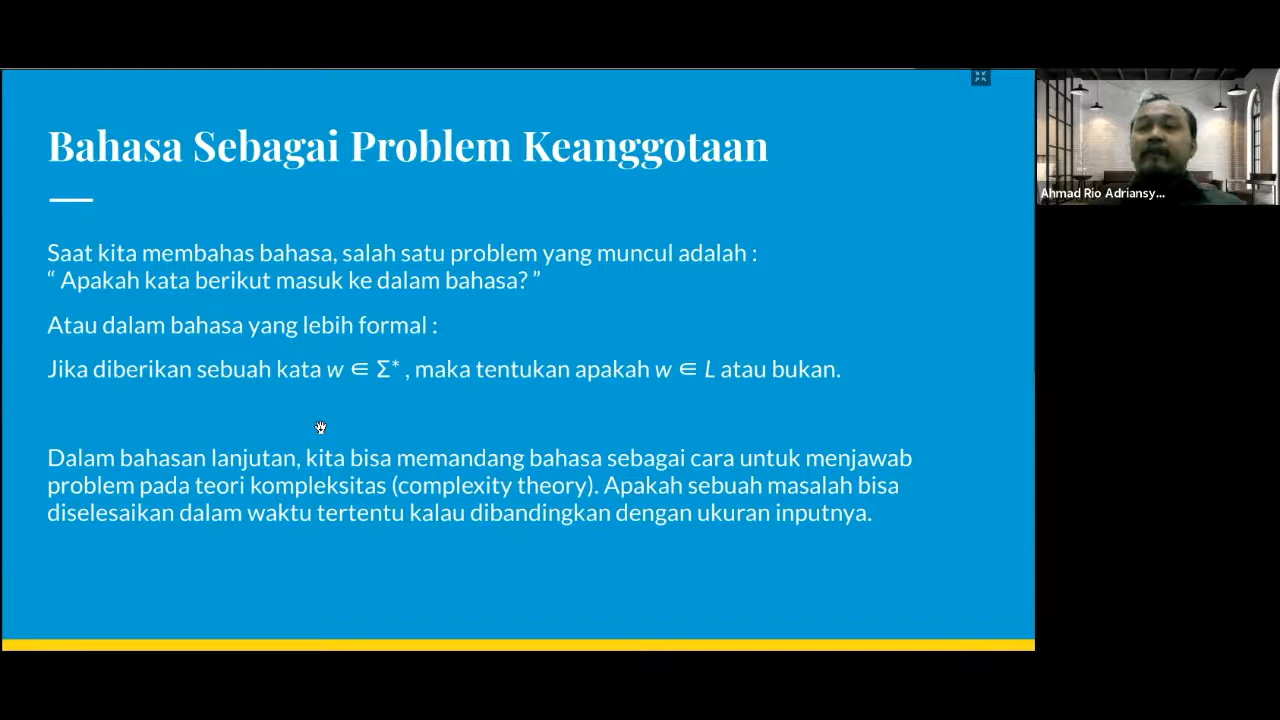 Bahasa Sebagai Problem Keanggotaan
Saat kita membahas bahasa, salah satu problem yang muncul adalah :
“ Apakah kata berikut masuk ke dalam bahasa? ”
Atau dalam bahasa yang lebih formal :
Jika diberikan sebuah kata w ∈ Σ* , maka tentukan apakah w ∈ L atau bukan.
Dalam bahasan lanjutan, kita bisa memandang bahasa sebagai cara untuk menjawab
problem pada teori kompleksitas (complexity theory). Apakah sebuah masalah bisa
diselesaikan dalam waktu tertentu kalau dibandingkan dengan ukuran inputnya.
Ahmad Rio Adriansy...